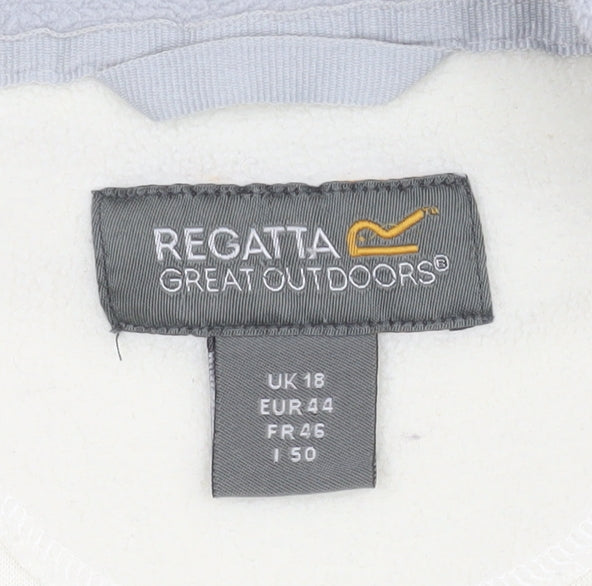 REGATTA
GREAT OUTDOORS®
UK 18
EUR 44
FR 46
I 50